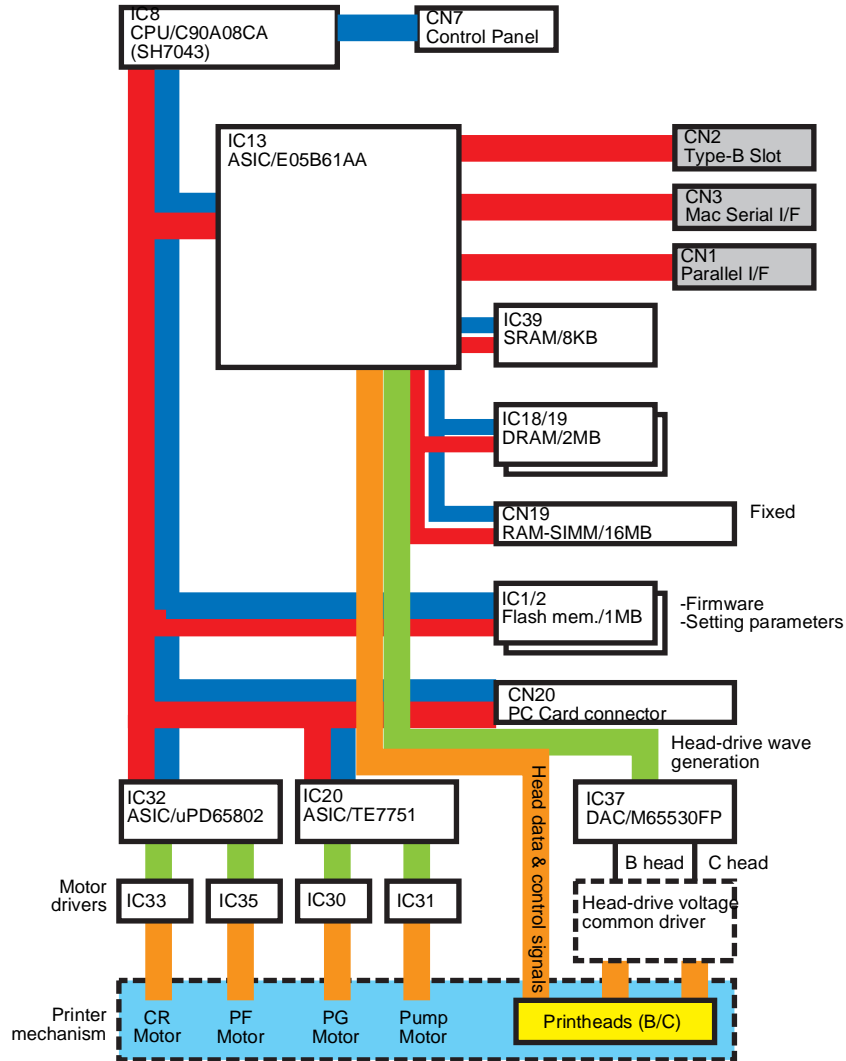 IC8
CPU/C90A08CA
(SH7043)
CN7
Control Panel
IC13
ASIC/E05B61AA
CN2
Type-B Slot
CN3
Mac Serial I/F
CN1
Parallel I/F
IC39
SRAM/8KB
IC18/19
DRAM/2MB
CN19
RAM-SIMM/16MB
Fixed
IC1/2
Flash mem./1MB
-Firmware
-Setting parameters
CN20
PC Card connector
Head-drive wave
generation
IC32
ASIC/uPD65802
IC20
ASIC/TE7751
Head data & control signals
IC37
DAC/M65530FP
B head
C head
Motor
drivers
IC33
IC35
IC30
IC31
Head-drive voltage
common driver
Printer
mechanism
CR
Motor
PF
Motor
PG
Motor
Pump
Motor
Printheads (B/C)